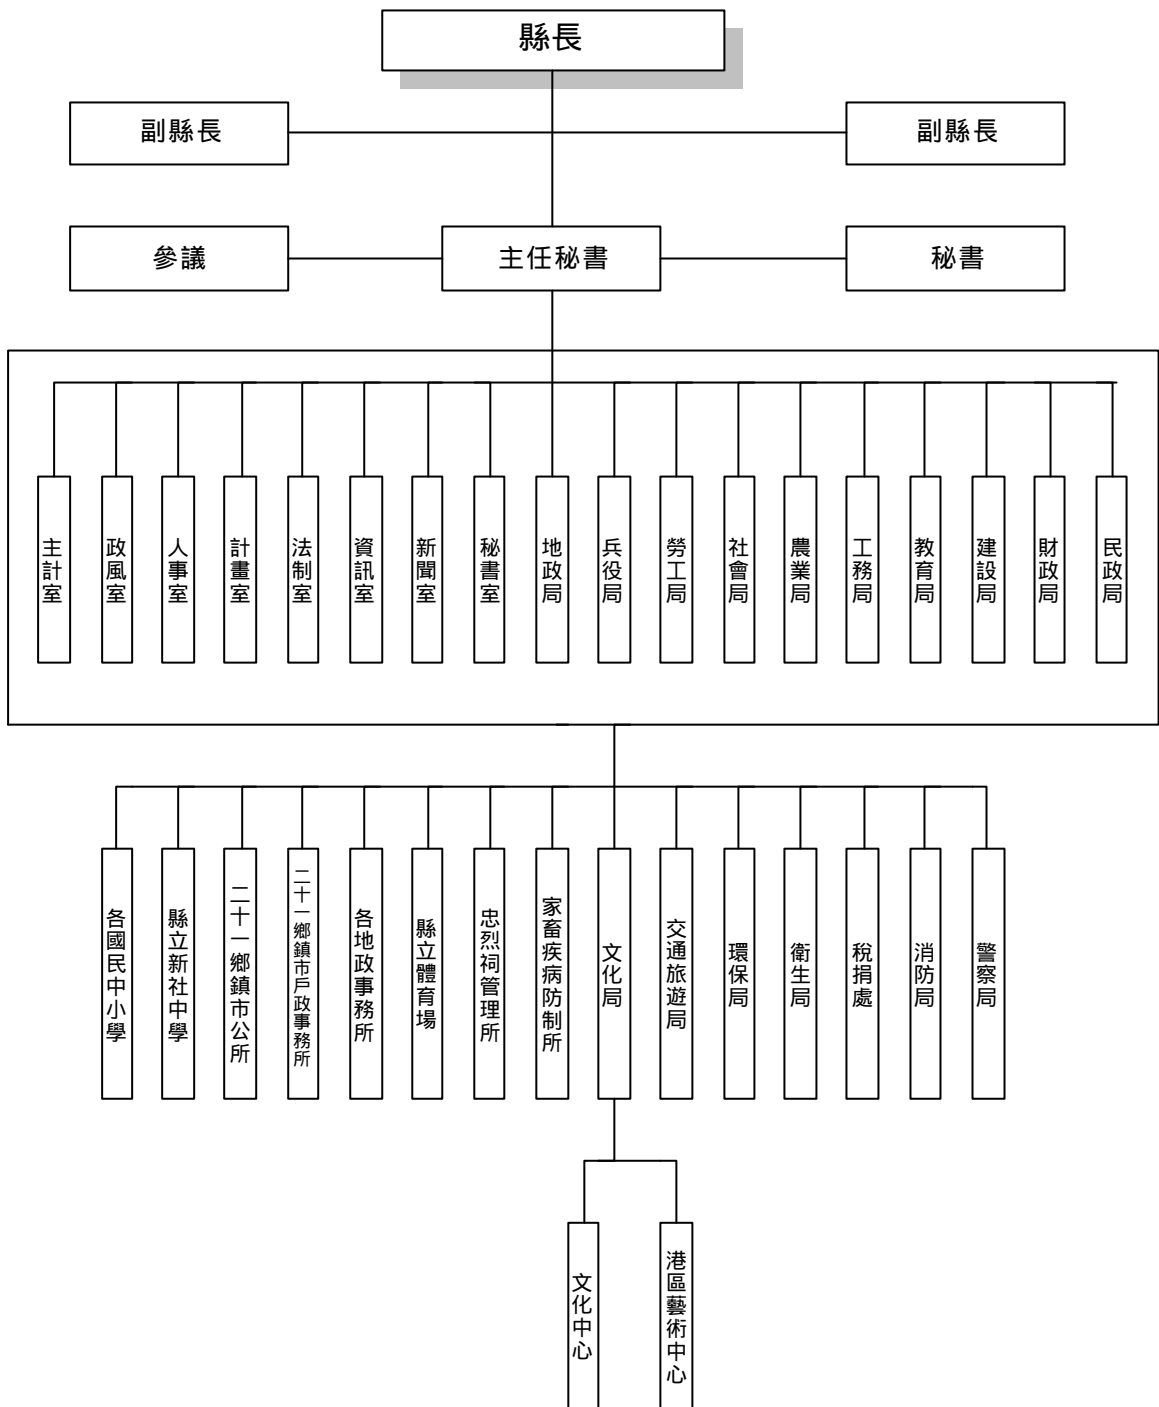 縣長
副縣長
副縣長
參議
主任秘書
秘書
主計室
政風室
人事室
計畫室
法制室
資訊室
新聞室
秘書室
地政局
兵役局
勞工局
社會局
農業局
工務局
教育局
建設局
財政局
民政局
各國民中小學
縣立新社中學
二十一鄉鎮市公所
二十一鄉鎮市戶政事務所
各地政事務所
縣立體育場
忠烈祠管理所
家畜疾病防制所
文化局
交通旅遊局
環保局
衛生局
稅捐處
消防局
警察局
文化中心
港區藝術中心